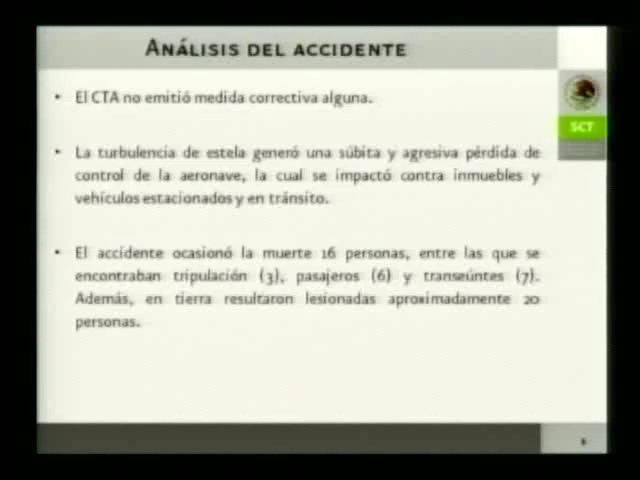 ANÁLISIS DEL ACCIDENTE
• El CTA no emitió medida correctiva alguna.
SCT
• La turbulencia de estela generó una súbita y agresiva pérdida de
control de la aeronave, la cual se impactó contra inmuebles y
vehículos estacionados y en tránsito.
• El accidente ocasionó la muerte 16 personas, entre las que se
encontraban tripulación (3), pasajeros (6) y transeúntes (7).
Además, en tierra resultaron lesionadas aproximadamente 20
personas.